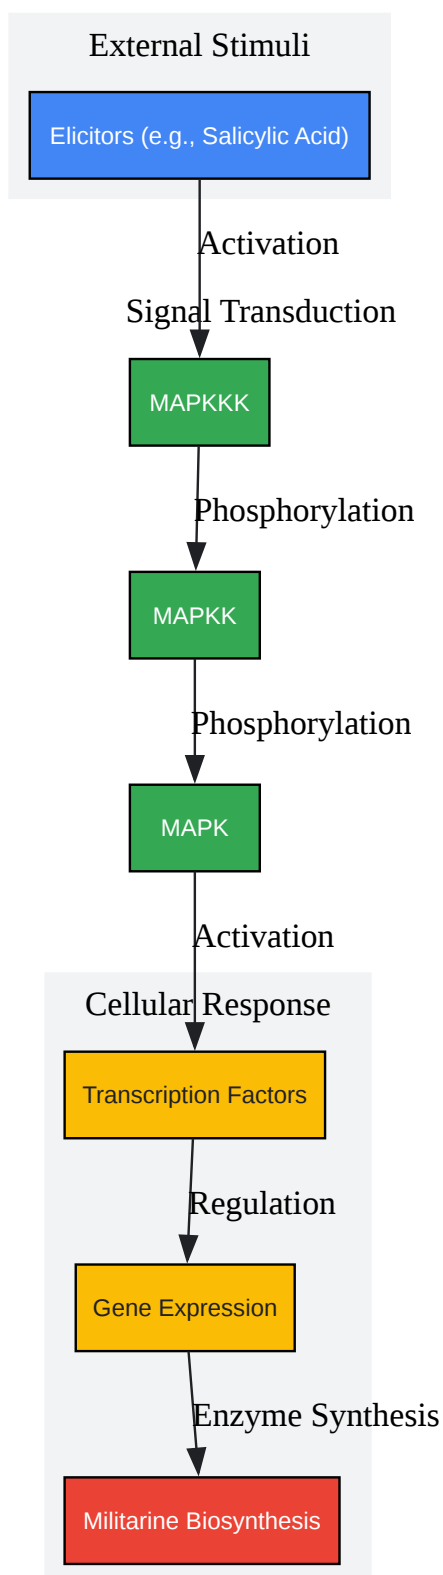 External Stimuli
Elicitors (e.g., Salicylic Acid)
Activation
Signal Transduction
MAPKKK
Phosphorylation
MAPKK
Phosphorylation
MAPK
Activation
Cellular Response
Transcription Factors
Regulation
Gene Expression
Enzyme Synthesis
Militarine Biosynthesis